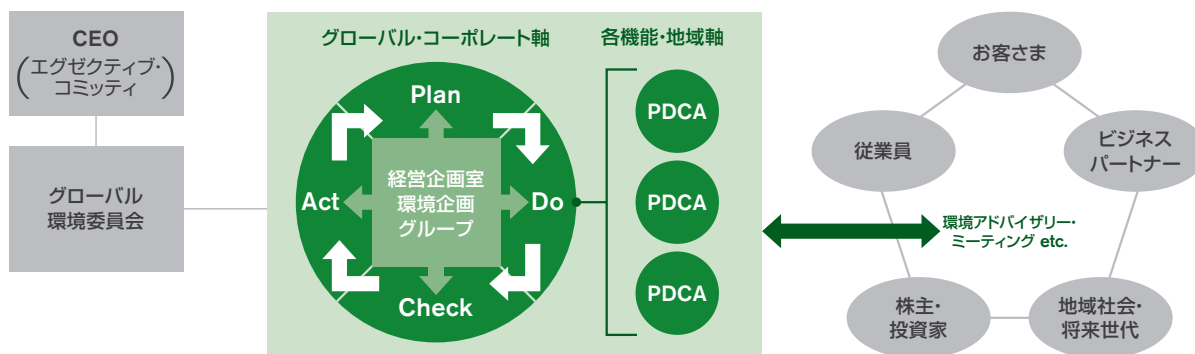 CEO
(エグゼクティブ・
コミッティ)
グローバル
環境委員会
グローバル・コーポレート軸
Plan
Do
Check
Act
経営企画室
環境企画
グループ
各機能・地域軸
PDCA
PDCA
PDCA
環境アドバイザリー・
ミーティング etc.
お客さま
従業員
ビジネス
パートナー
株主・
投資家
地域社会・
将来世代